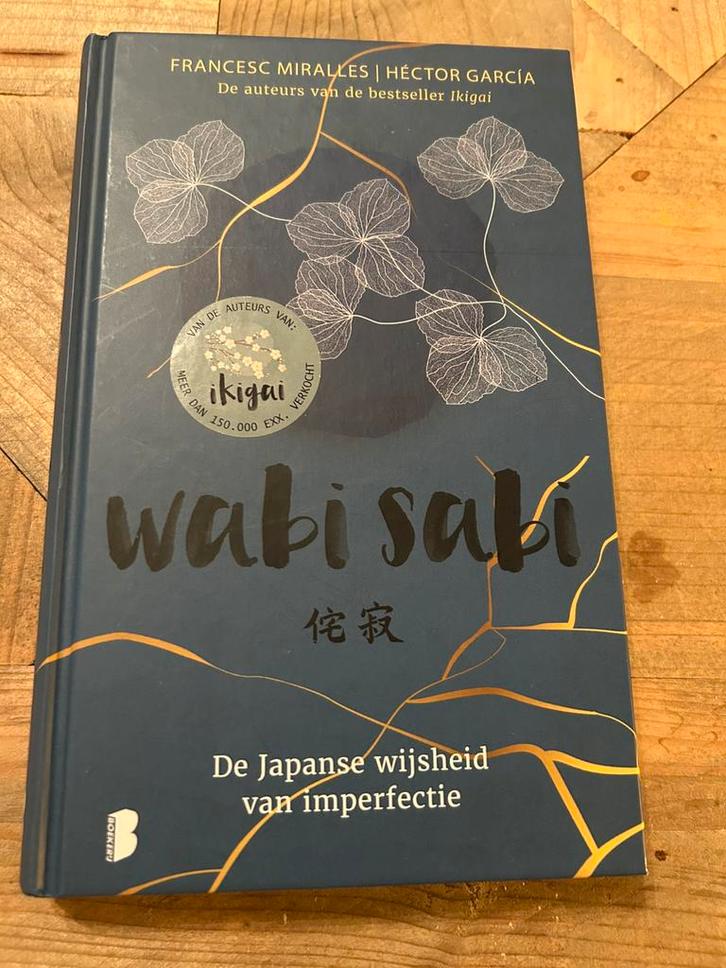 FRANCESC MIRALLES | HÉCTOR GARCÍA
De auteurs van de bestseller Ikigai
VAN DE AUTEURS VAN:
ikigai
MEER DAN 150.000 EXX. VERKOCHT
wabi sabi
侘寂
De Japanse wijsheid
van imperfectie
BOEKERIJ